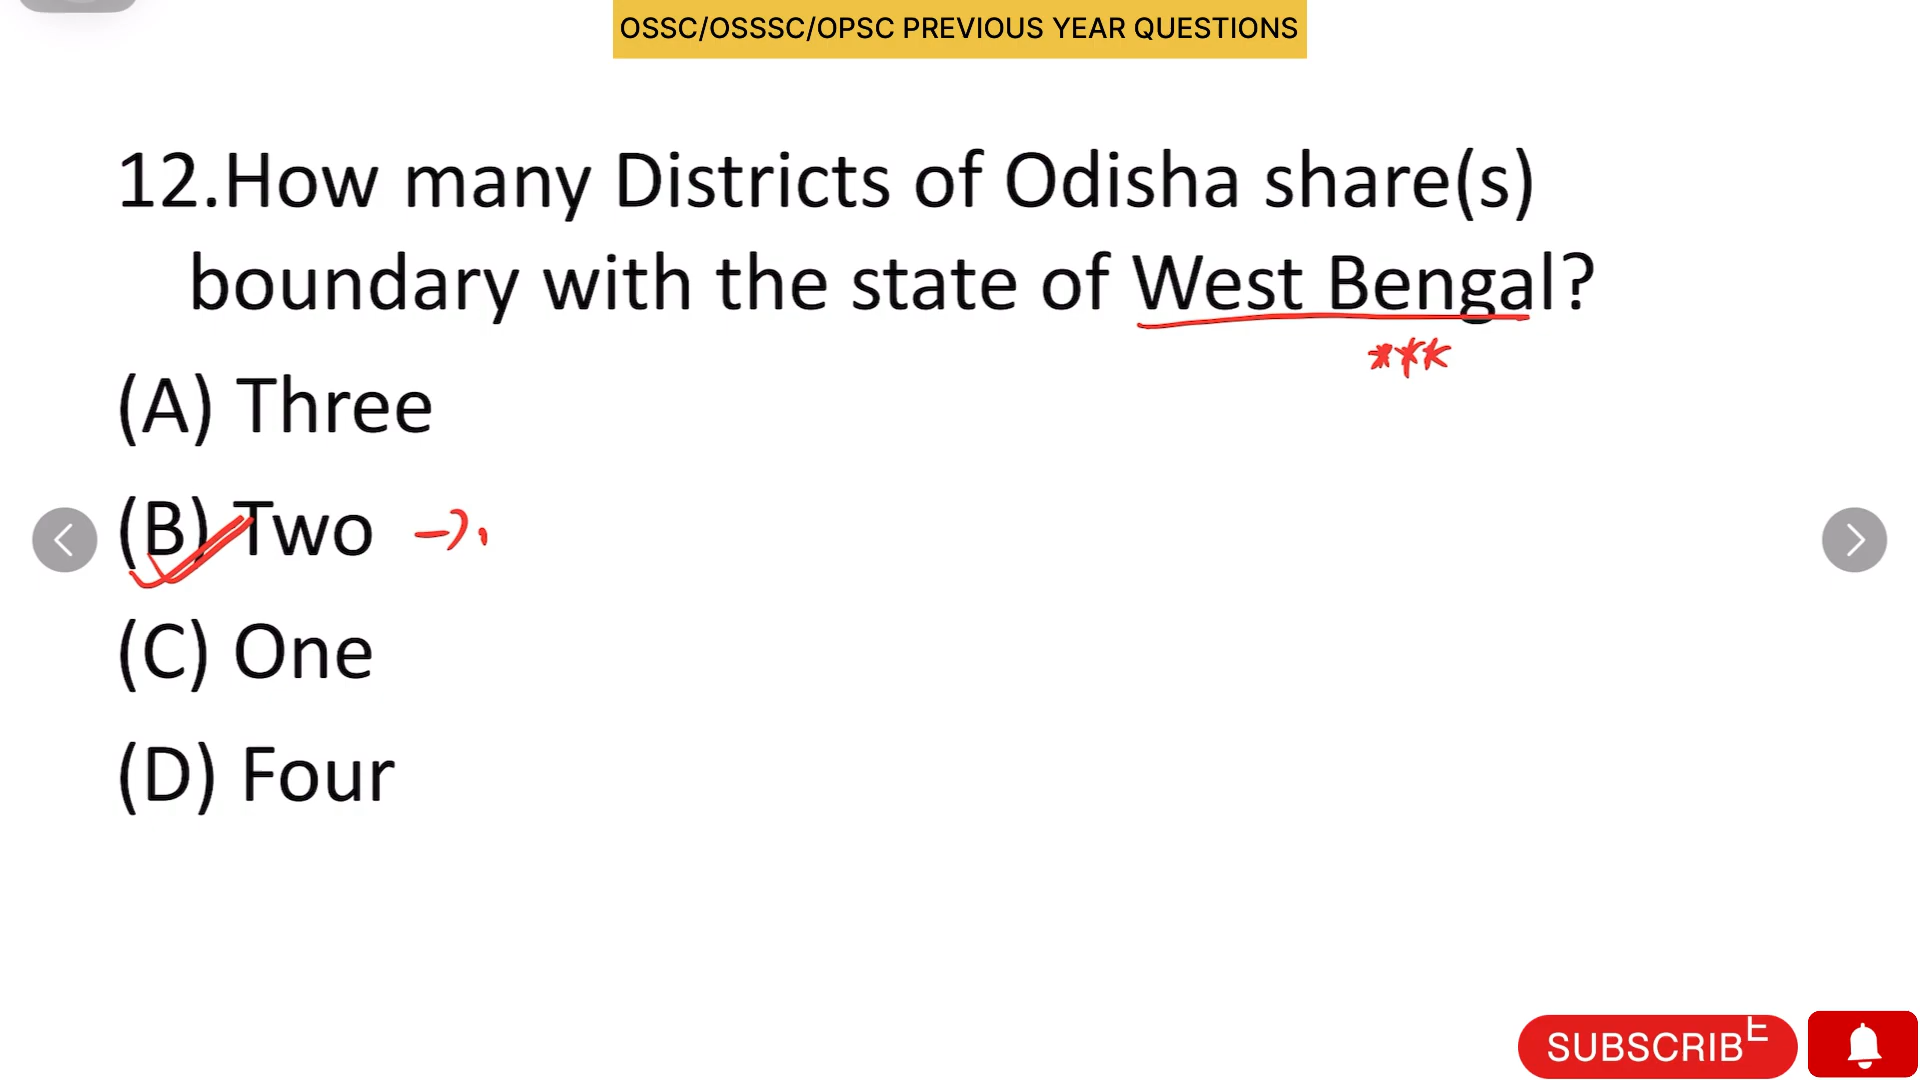 OSSC/OSSSC/OPSC PREVIOUS YEAR QUESTIONS
12.How many Districts of Odisha share(s)
boundary with the state of West Bengal?
***
(A) Three
(B) Two →
(C) One
(D) Four
SUBSCRIBE